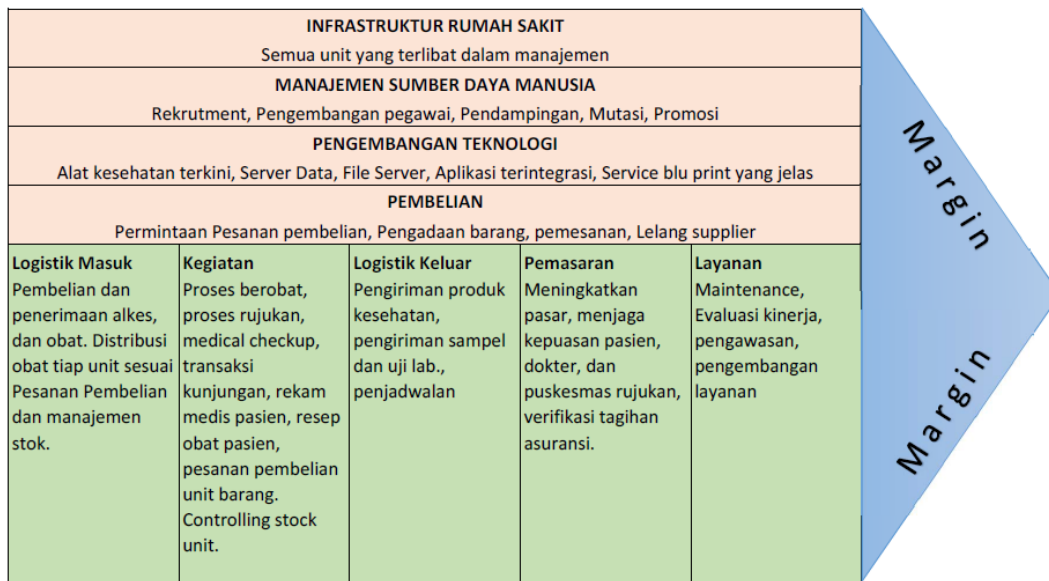 INFRASTRUKTUR RUMAH SAKIT
Semua unit yang terlibat dalam manajemen
MANAJEMEN SUMBER DAYA MANUSIA
Rekrutment, Pengembangan pegawai, Pendampingan, Mutasi, Promosi
PENGEMBANGAN TEKNOLOGI
Alat kesehatan terkini, Server Data, File Server, Aplikasi terintegrasi, Service blu print yang jelas
PEMBELIAN
Permintaan Pesanan pembelian, Pengadaan barang, pemesanan, Lelang supplier
Logistik Masuk
Pembelian dan
penerimaan alkes,
dan obat. Distribusi
obat tiap unit sesuai
Pesanan Pembelian
dan manajemen
stok.
Kegiatan
Proses berobat,
proses rujukan,
medical checkup,
transaksi
kunjungan, rekam
medis pasien, resep
obat pasien,
pesanan pembelian
unit barang.
Controlling stock
unit.
Logistik Keluar
Pengiriman produk
kesehatan,
pengiriman sampel
dan uji lab.,
penjadwalan
Pemasaran
Meningkatkan
pasar, menjaga
kepuasan pasien,
dokter, dan
puskesmas rujukan,
verifikasi tagihan
asuransi.
Layanan
Maintenance,
Evaluasi kinerja,
pengawasan,
pengembangan
layanan
Margin
Margin